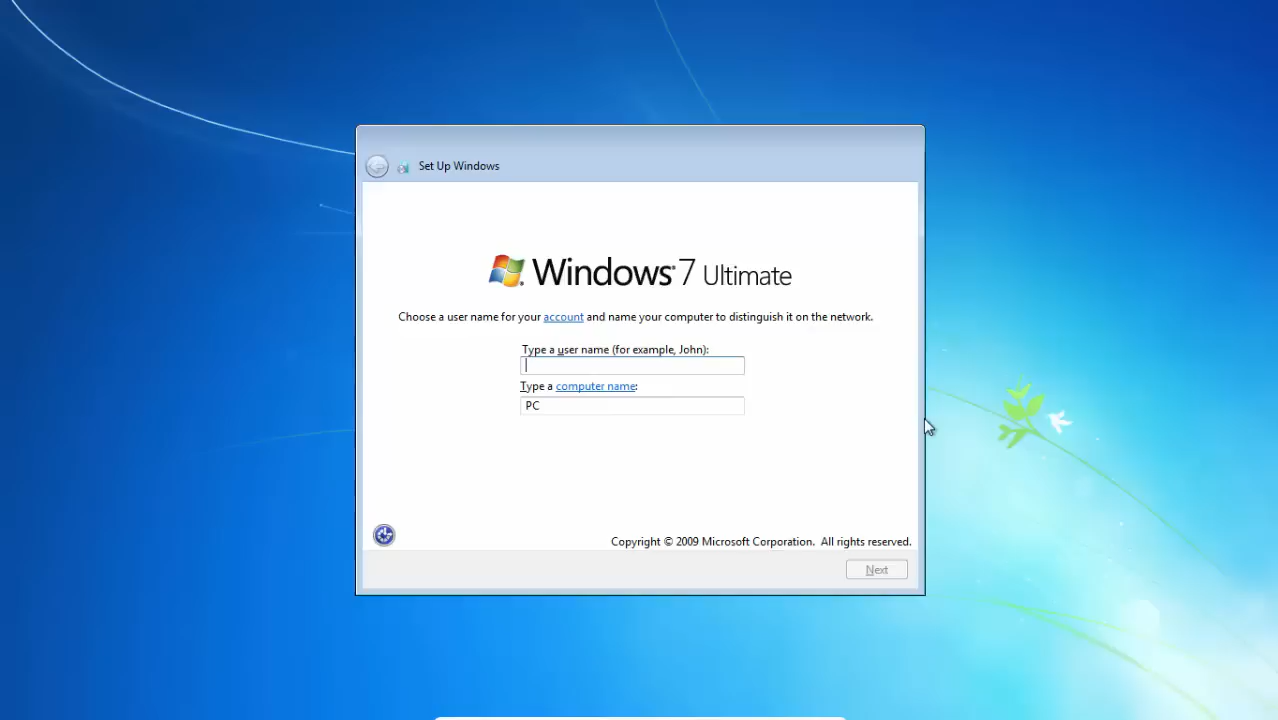 Set Up Windows
Windows 7 Ultimate
Choose a user name for your account and name your computer to distinguish it on the network.
Type a user name (for example, John):
Type a computer name:
PC
Copyright © 2009 Microsoft Corporation. All rights reserved.
Next